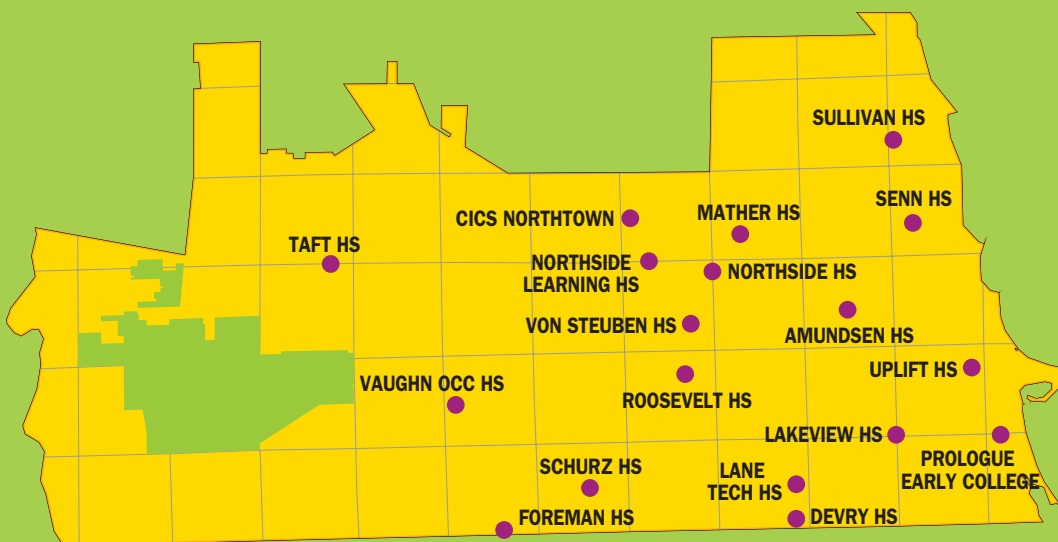 SULLIVAN HS
SENN HS
CICS NORTHTOWN
MATHER HS
TAFT HS
NORTHSIDE
LEARNING HS
NORTHSIDE HS
VON STEUBEN HS
AMUNDSEN HS
UPLIFT HS
VAUGHN OCC HS
ROOSEVELT HS
LAKEVIEW HS
PROLOGUE
EARLY COLLEGE
SCHURZ HS
LANE
TECH HS
FOREMAN HS
DEVRY HS